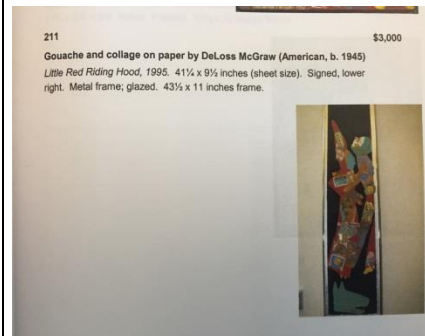 211 $3,000
Gouache and collage on paper by DeLoss McGraw (American, b. 1945)
Little Red Riding Hood, 1995. 41¼ x 9½ inches (sheet size). Signed, lower
right. Metal frame; glazed. 43½ x 11 inches frame.